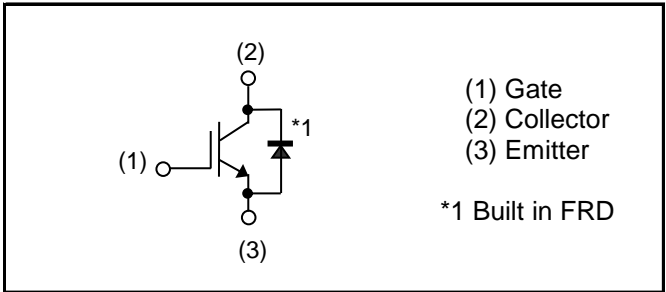 (2)
*1
(1)
(3)
(1) Gate
(2) Collector
(3) Emitter
*1 Built in FRD